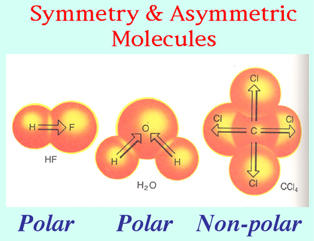 Symmetry & Asymmetric
Molecules
H F
HF
O
H H
H₂O
Cl
Cl C Cl
Cl
CCl₄
Polar Polar Non-polar